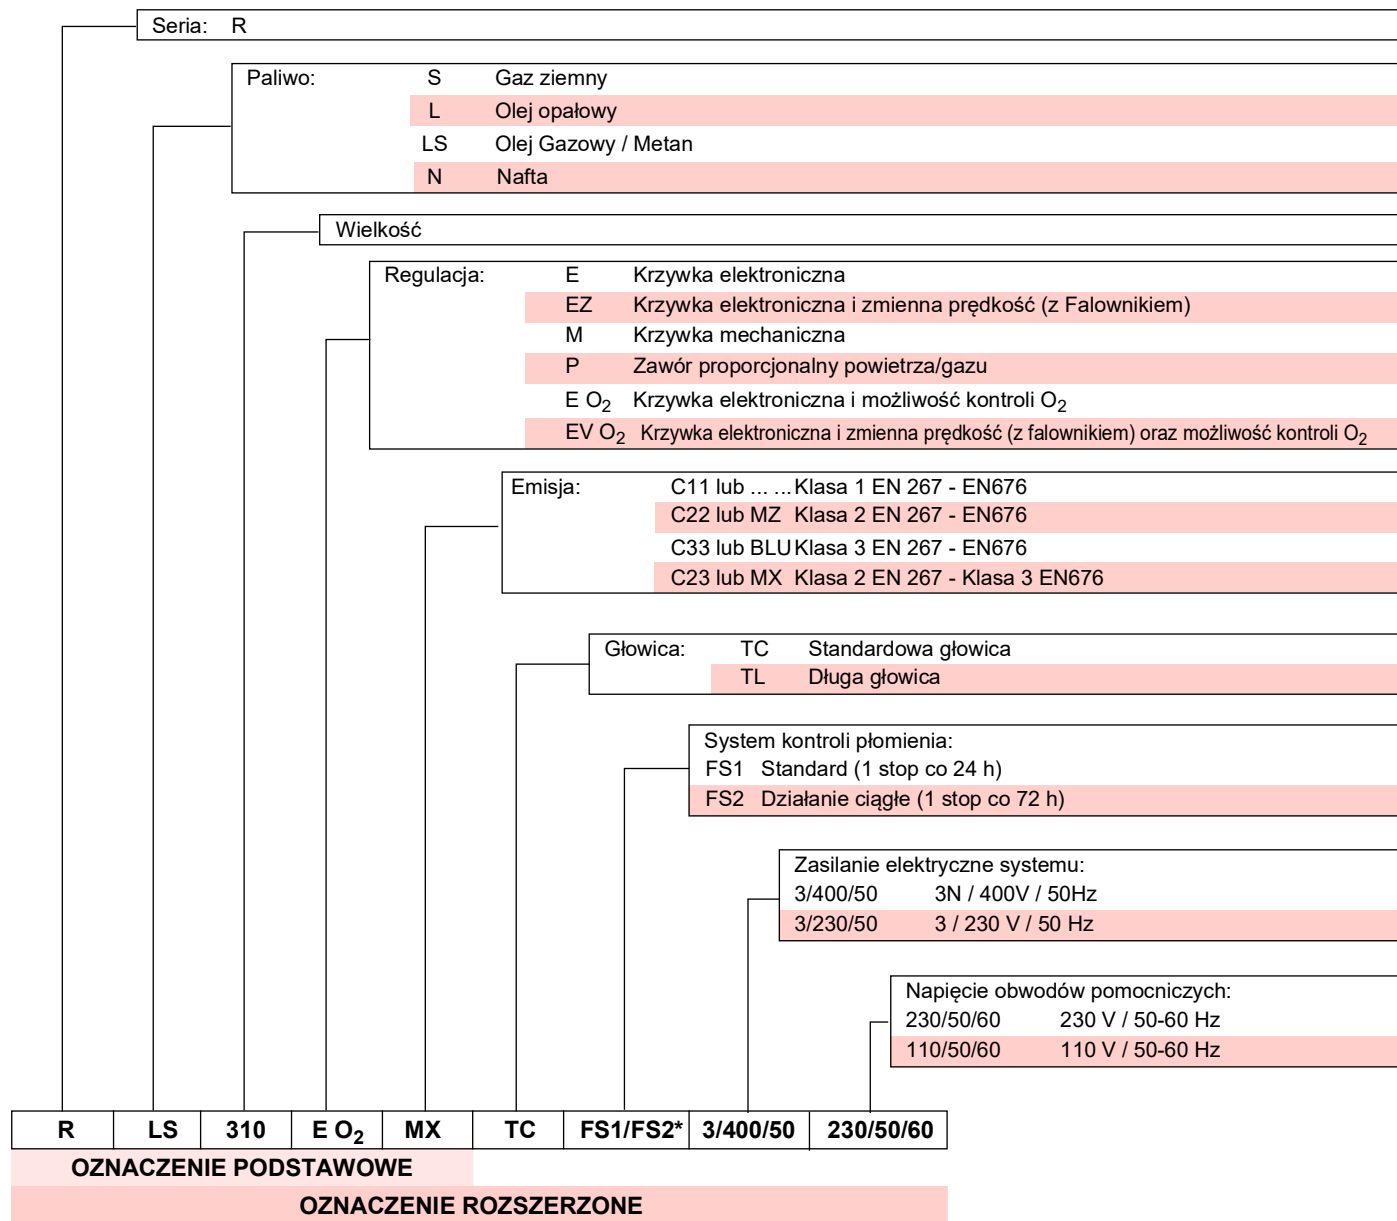 Seria: R
Paliwo: S Gaz ziemny
L Olej opałowy
LS Olej Gazowy / Metan
N Nafta
Wielkość
Regulacja: E Krzywka elektroniczna
EZ Krzywka elektroniczna i zmienna prędkość (z Falownikiem)
M Krzywka mechaniczna
P Zawór proporcjonalny powietrza/gazu
E O2 Krzywka elektroniczna i możliwość kontroli O2
EV O2 Krzywka elektroniczna i zmienna prędkość (z falownikiem) oraz możliwość kontroli O2
Emisja: C11 lub ... ... Klasa 1 EN 267 - EN676
C22 lub MZ Klasa 2 EN 267 - EN676
C33 lub BLU Klasa 3 EN 267 - EN676
C23 lub MX Klasa 2 EN 267 - Klasa 3 EN676
Głowica: TC Standardowa głowica
TL Długa głowica
System kontroli płomienia:
FS1 Standard (1 stop co 24 h)
FS2 Działanie ciągłe (1 stop co 72 h)
Zasilanie elektryczne systemu:
3/400/50 3N / 400V / 50Hz
3/230/50 3 / 230 V / 50 Hz
Napięcie obwodów pomocniczych:
230/50/60 230 V / 50-60 Hz
110/50/60 110 V / 50-60 Hz
R LS 310 E O2 MX TC FS1/FS2* 3/400/50 230/50/60
OZNACZENIE PODSTAWOWE
OZNACZENIE ROZSZERZONE